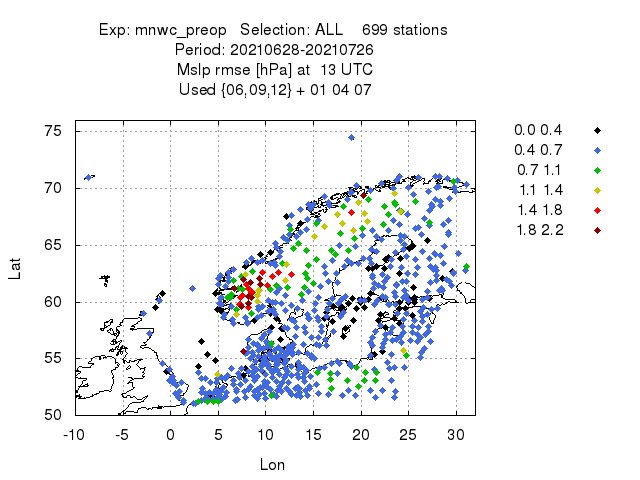 Exp: mnwc_preop   Selection: ALL    699 stations
Period: 20210628-20210726
Mslp rmse [hPa] at  13 UTC
Used {06,09,12} + 01 04 07
0.0 0.4
0.4 0.7
0.7 1.1
1.1 1.4
1.4 1.8
1.8 2.2
75
70
65
60
55
50
Lat
-10 -5 0 5 10 15 20 25 30
Lon